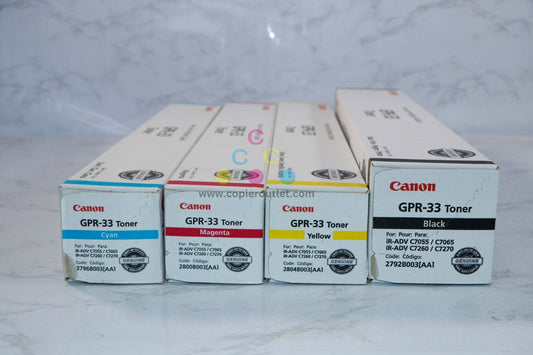 Canon
GPR-33 Toner
Cyan
For: Pour: Para:
iR-ADV C7055 / C7065
iR-ADV C7260 / C7270
Code: Código:
2796B003[AA]
GENUINE
Canon
GPR-33 Toner
Magenta
For: Pour: Para:
iR-ADV C7055 / C7065
iR-ADV C7260 / C7270
Code: Código:
2800B003[AA]
GENUINE
Canon
GPR-33 Toner
Yellow
For: Pour: Para:
iR-ADV C7055 / C7065
iR-ADV C7260 / C7270
Code: Código:
2804B003[AA]
GENUINE
Canon
GPR-33 Toner
Black
For: Pour: Para:
iR-ADV C7055 / C7065
iR-ADV C7260 / C7270
Code: Código:
2792B003[AA]
GENUINE
www.copieroutlet.com